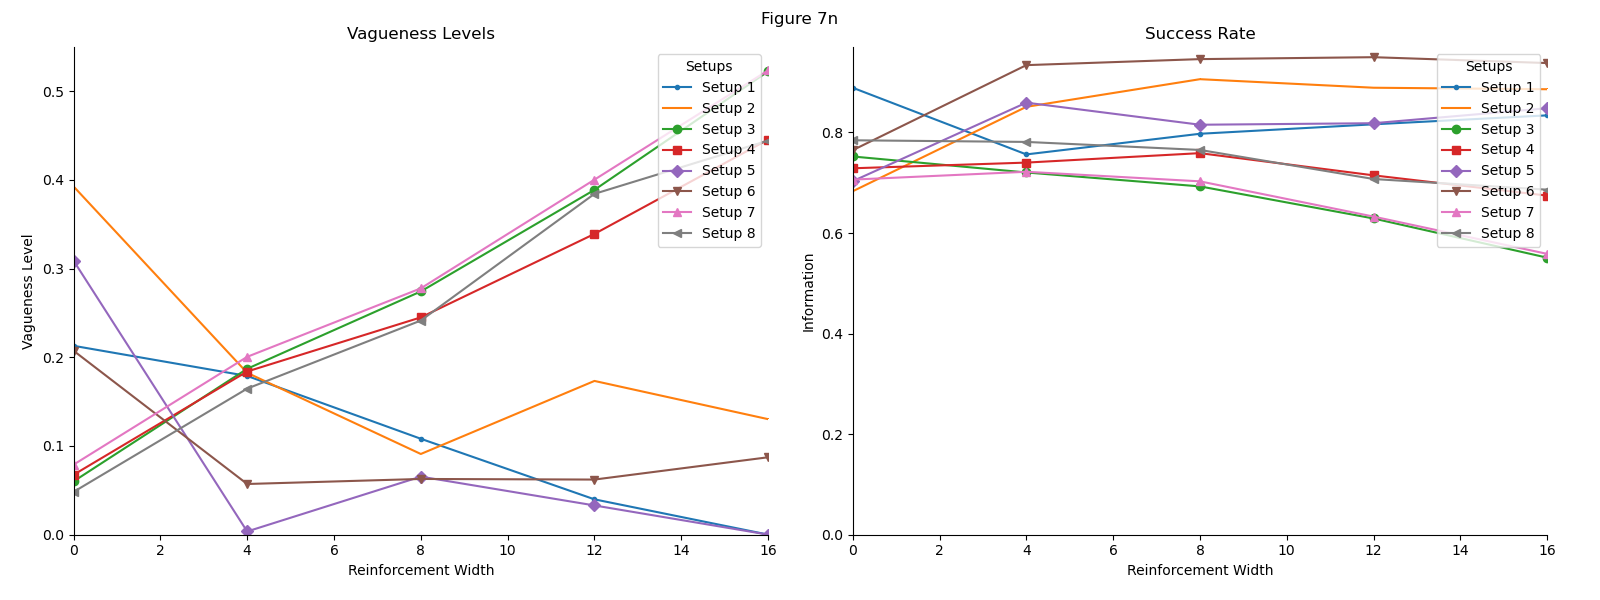 Figure 7n
Vagueness Levels
Vagueness Level
0.5
0.4
0.3
0.2
0.1
0.0
0 2 4 6 8 10 12 14 16
Reinforcement Width
Setups
Setup 1
Setup 2
Setup 3
Setup 4
Setup 5
Setup 6
Setup 7
Setup 8
Success Rate
Information
0.8
0.6
0.4
0.2
0.0
0 2 4 6 8 10 12 14 16
Reinforcement Width
Setups
Setup 1
Setup 2
Setup 3
Setup 4
Setup 5
Setup 6
Setup 7
Setup 8